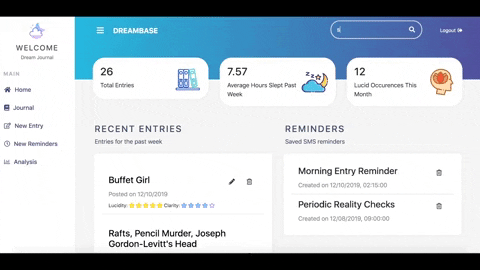 WELCOME
Dream Journal
MAIN
Home
Journal
New Entry
New Reminders
Analysis
DREAMBASE
Logout
26
Total Entries
7.57
Average Hours Slept Past
Week
12
Lucid Occurences This
Month
RECENT ENTRIES
Entries for the past week
Buffet Girl
Posted on 12/10/2019
Lucidity: Clarity:
Rafts, Pencil Murder, Joseph
Gordon-Levitt's Head
REMINDERS
Saved SMS reminders
Morning Entry Reminder
Created on 12/10/2019, 02:15:00
Periodic Reality Checks
Created on 12/08/2019, 09:00:00